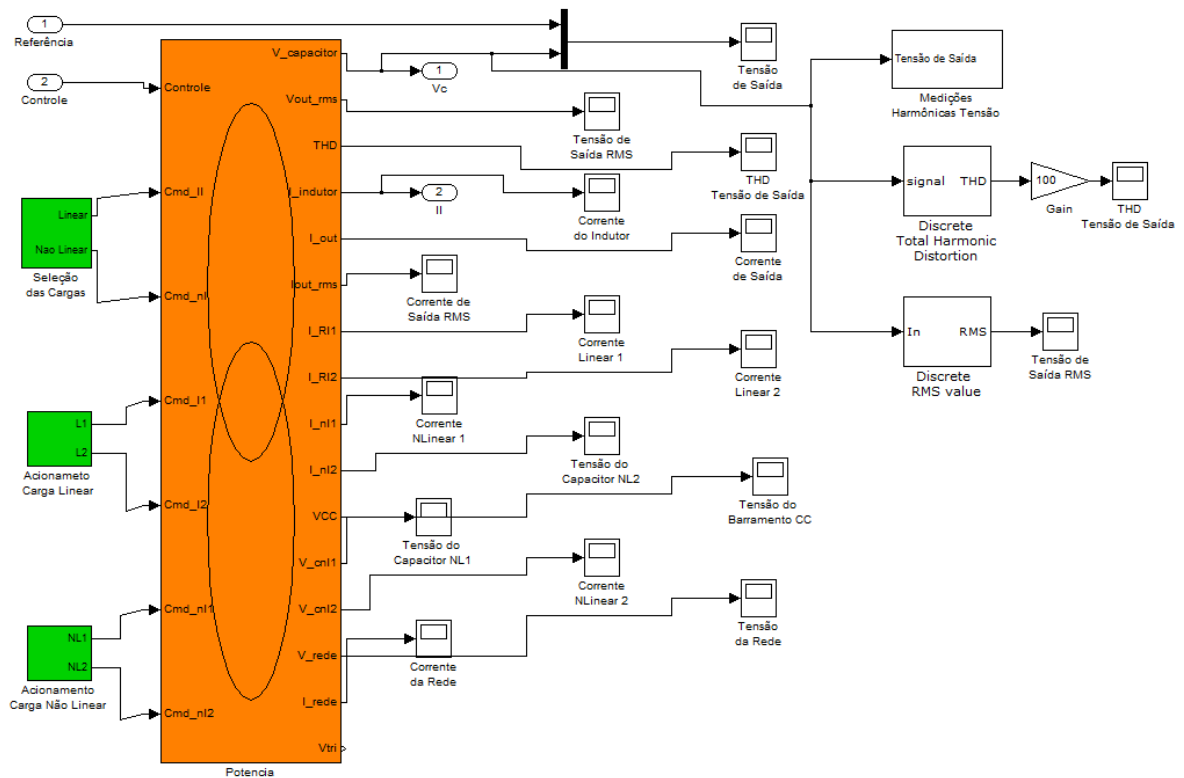 1
Referência
2
Controle
Linear
Nao Linear
Seleção
das Cargas
L1
L2
Acionameto
Carga Linear
NL1
NL2
Acionamento
Carga Não Linear
Controle
Cmd_ll
Cmd_nl
Cmd_l1
Cmd_l2
Cmd_nl1
Cmd_nl2
V_capacitor
Vout_rms
THD
I_indutor
I_out
Iout_rms
I_Rl1
I_Rl2
I_nl1
I_nl2
VCC
V_cnl1
V_cnl2
V_rede
I_rede
Vtri
Potencia
1
Vc
2
Il
Tensão
de Saída
Tensão de
Saída RMS
THD
Tensão de Saída
Corrente
do Indutor
Corrente
de Saída
Corrente de
Saída RMS
Corrente
Linear 1
Corrente
Linear 2
Corrente
NLinear 1
Tensão do
Capacitor NL2
Tensão do
Barramento CC
Tensão do
Capacitor NL1
Corrente
NLinear 2
Tensão
da Rede
Corrente
da Rede
Tensão de Saída
Medições
Harmônicas Tensão
signal
THD
Discrete
Total Harmonic
Distortion
100
Gain
THD
Tensão de Saída
In
RMS
Discrete
RMS value
Tensão de
Saída RMS